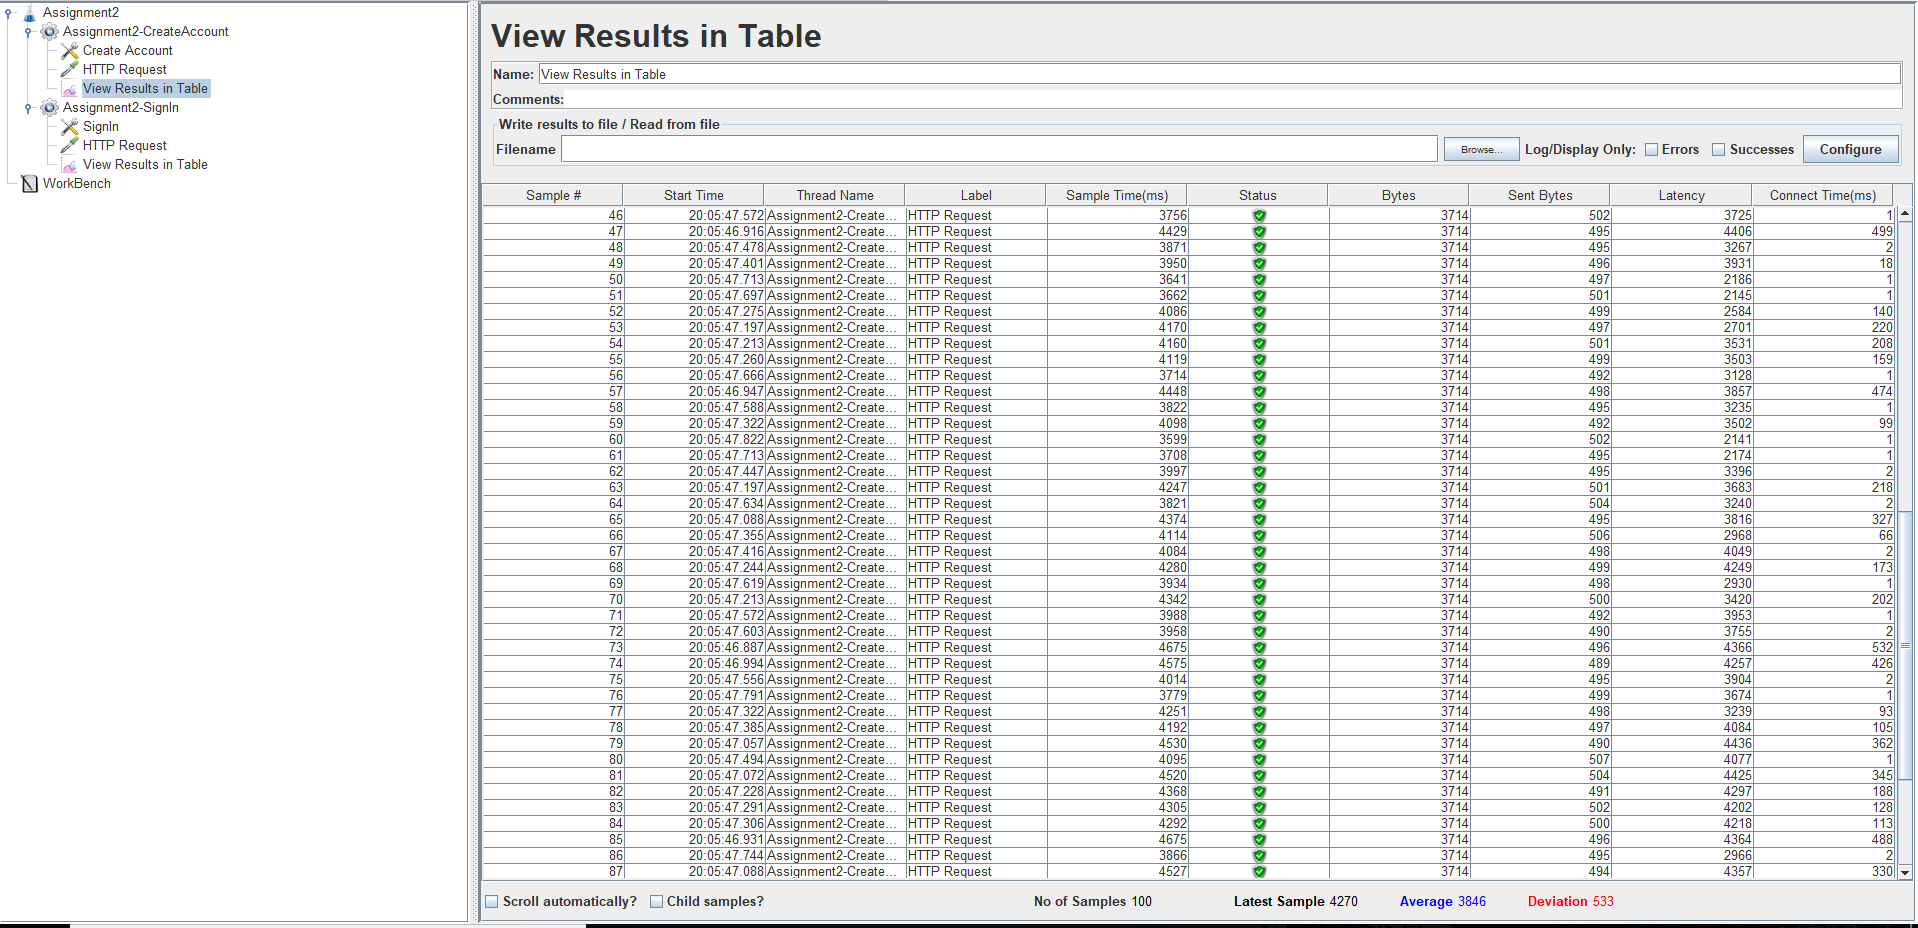 Assignment2
Assignment2-CreateAccount
Create Account
HTTP Request
View Results in Table
Assignment2-SignIn
SignIn
HTTP Request
View Results in Table
WorkBench
View Results in Table
Name: View Results in Table
Comments:
Write results to file / Read from file
Filename Browse... Log/Display Only: Errors Successes Configure
Sample # Start Time Thread Name Label Sample Time(ms) Status Bytes Sent Bytes Latency Connect Time(ms)
46 20:05:47.572 Assignment2-Create... HTTP Request 3756 3714 502 3725 1
47 20:05:46.916 Assignment2-Create... HTTP Request 4429 3714 495 4406 499
48 20:05:47.478 Assignment2-Create... HTTP Request 3871 3714 495 3267 2
49 20:05:47.401 Assignment2-Create... HTTP Request 3950 3714 496 3931 18
50 20:05:47.713 Assignment2-Create... HTTP Request 3641 3714 497 2186 1
51 20:05:47.697 Assignment2-Create... HTTP Request 3662 3714 501 2145 1
52 20:05:47.275 Assignment2-Create... HTTP Request 4086 3714 499 2584 140
53 20:05:47.197 Assignment2-Create... HTTP Request 4170 3714 497 2701 220
54 20:05:47.213 Assignment2-Create... HTTP Request 4160 3714 501 3531 208
55 20:05:47.260 Assignment2-Create... HTTP Request 4119 3714 499 3503 159
56 20:05:47.666 Assignment2-Create... HTTP Request 3714 3714 492 3128 1
57 20:05:46.947 Assignment2-Create... HTTP Request 4448 3714 498 3857 474
58 20:05:47.588 Assignment2-Create... HTTP Request 3822 3714 495 3235 1
59 20:05:47.322 Assignment2-Create... HTTP Request 4098 3714 492 3502 99
60 20:05:47.822 Assignment2-Create... HTTP Request 3599 3714 502 2141 1
61 20:05:47.713 Assignment2-Create... HTTP Request 3708 3714 495 2174 1
62 20:05:47.447 Assignment2-Create... HTTP Request 3997 3714 495 3396 2
63 20:05:47.197 Assignment2-Create... HTTP Request 4247 3714 501 3683 218
64 20:05:47.634 Assignment2-Create... HTTP Request 3821 3714 504 3240 2
65 20:05:47.088 Assignment2-Create... HTTP Request 4374 3714 495 3816 327
66 20:05:47.355 Assignment2-Create... HTTP Request 4114 3714 506 2968 66
67 20:05:47.416 Assignment2-Create... HTTP Request 4084 3714 498 4049 2
68 20:05:47.244 Assignment2-Create... HTTP Request 4280 3714 499 4249 173
69 20:05:47.619 Assignment2-Create... HTTP Request 3934 3714 498 2930 1
70 20:05:47.213 Assignment2-Create... HTTP Request 4342 3714 500 3420 202
71 20:05:47.572 Assignment2-Create... HTTP Request 3988 3714 492 3953 1
72 20:05:47.603 Assignment2-Create... HTTP Request 3958 3714 490 3755 2
73 20:05:46.887 Assignment2-Create... HTTP Request 4675 3714 496 4366 532
74 20:05:46.994 Assignment2-Create... HTTP Request 4575 3714 489 4257 426
75 20:05:47.556 Assignment2-Create... HTTP Request 4014 3714 495 3904 2
76 20:05:47.791 Assignment2-Create... HTTP Request 3779 3714 499 3674 1
77 20:05:47.322 Assignment2-Create... HTTP Request 4251 3714 498 3239 93
78 20:05:47.385 Assignment2-Create... HTTP Request 4192 3714 497 4084 105
79 20:05:47.057 Assignment2-Create... HTTP Request 4530 3714 490 4436 362
80 20:05:47.494 Assignment2-Create... HTTP Request 4095 3714 507 4077 1
81 20:05:47.072 Assignment2-Create... HTTP Request 4520 3714 504 4425 345
82 20:05:47.228 Assignment2-Create... HTTP Request 4368 3714 491 4297 188
83 20:05:47.291 Assignment2-Create... HTTP Request 4305 3714 502 4202 128
84 20:05:47.306 Assignment2-Create... HTTP Request 4292 3714 500 4218 113
85 20:05:46.931 Assignment2-Create... HTTP Request 4675 3714 496 4364 488
86 20:05:47.744 Assignment2-Create... HTTP Request 3866 3714 495 2966 2
87 20:05:47.088 Assignment2-Create... HTTP Request 4527 3714 494 4357 330
Scroll automatically? Child samples? No of Samples 100 Latest Sample 4270 Average 3846 Deviation 533